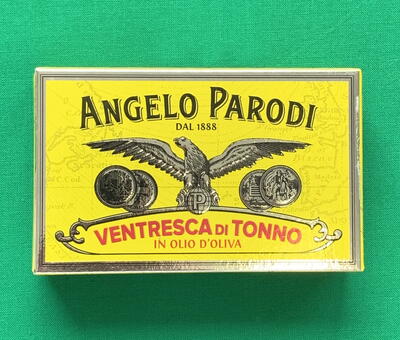 ANGELO PARODI
DAL 1888
P
VENTRESCA DI TONNO
IN OLIO D'OLIVA